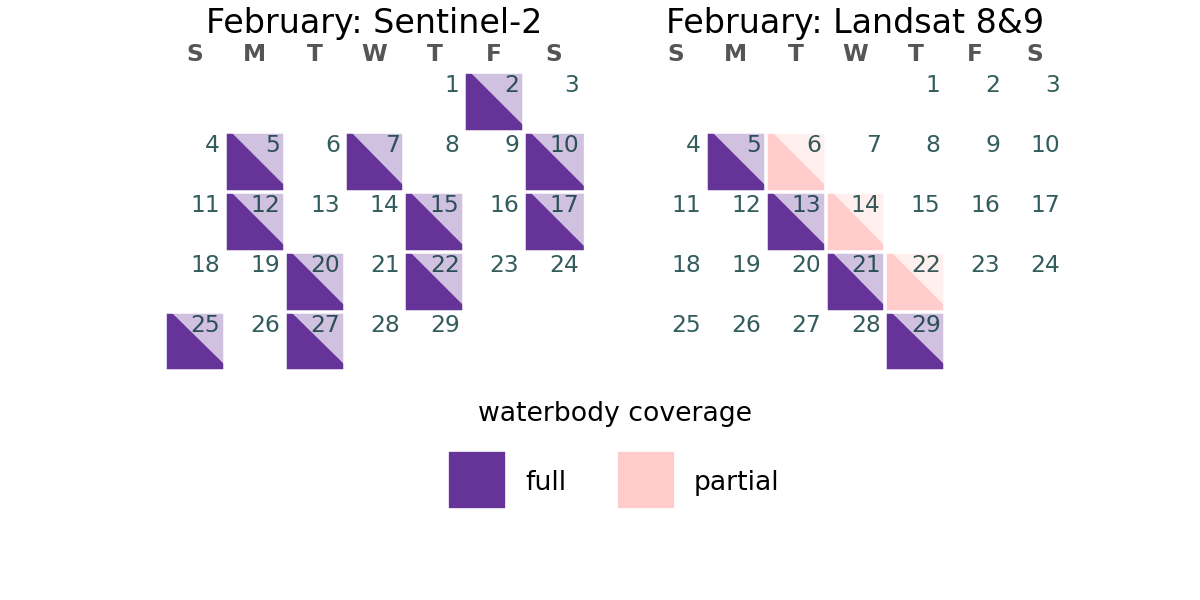 February: Sentinel-2
S M T W T F S
1 2 3
4 5 6 7 8 9 10
11 12 13 14 15 16 17
18 19 20 21 22 23 24
25 26 27 28 29
February: Landsat 8&9
S M T W T F S
1 2 3
4 5 6 7 8 9 10
11 12 13 14 15 16 17
18 19 20 21 22 23 24
25 26 27 28 29
waterbody coverage
full
partial